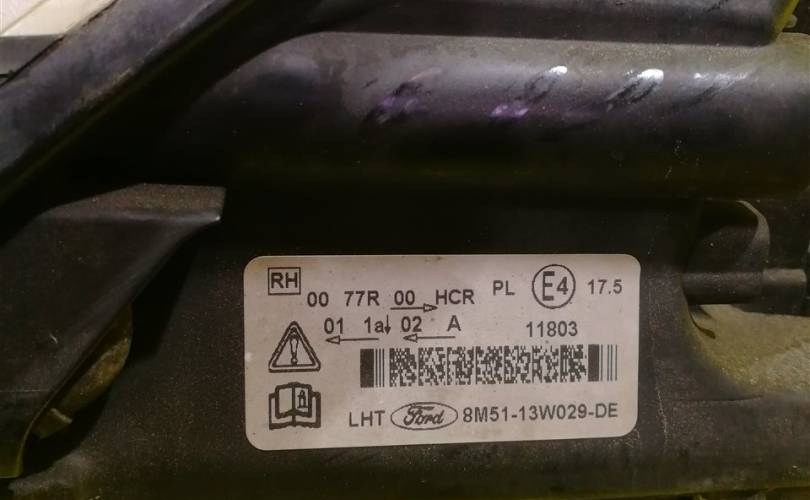 RH
00 77R 00 HCR PL E4 17.5
01 1a 02 A 11803
LHT Ford 8M51-13W029-DE